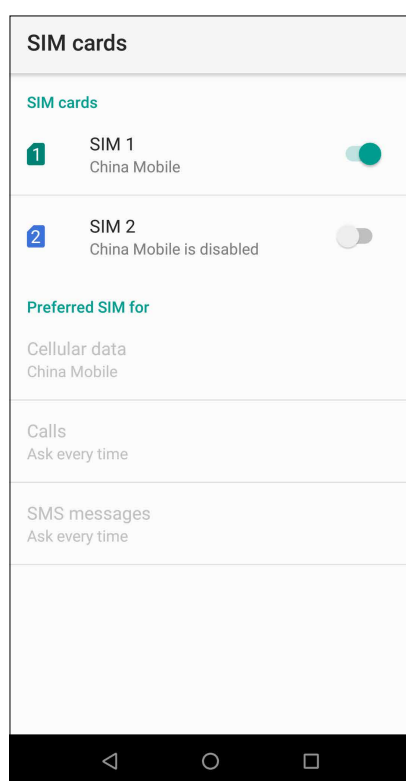 SIM cards
SIM cards
1
SIM 1
China Mobile
2
SIM 2
China Mobile is disabled
Preferred SIM for
Cellular data
China Mobile
Calls
Ask every time
SMS messages
Ask every time